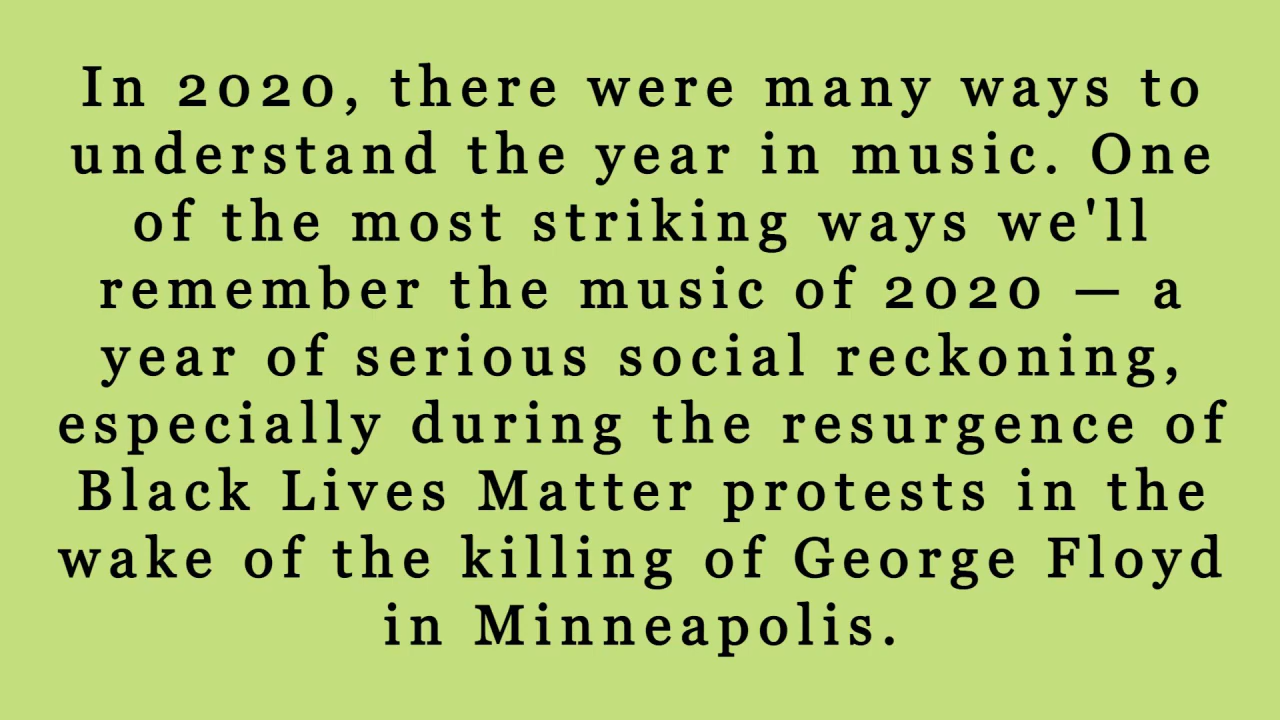 In 2020, there were many ways to
understand the year in music. One
of the most striking ways we'll
remember the music of 2020 — a
year of serious social reckoning,
especially during the resurgence of
Black Lives Matter protests in the
wake of the killing of George Floyd
in Minneapolis.